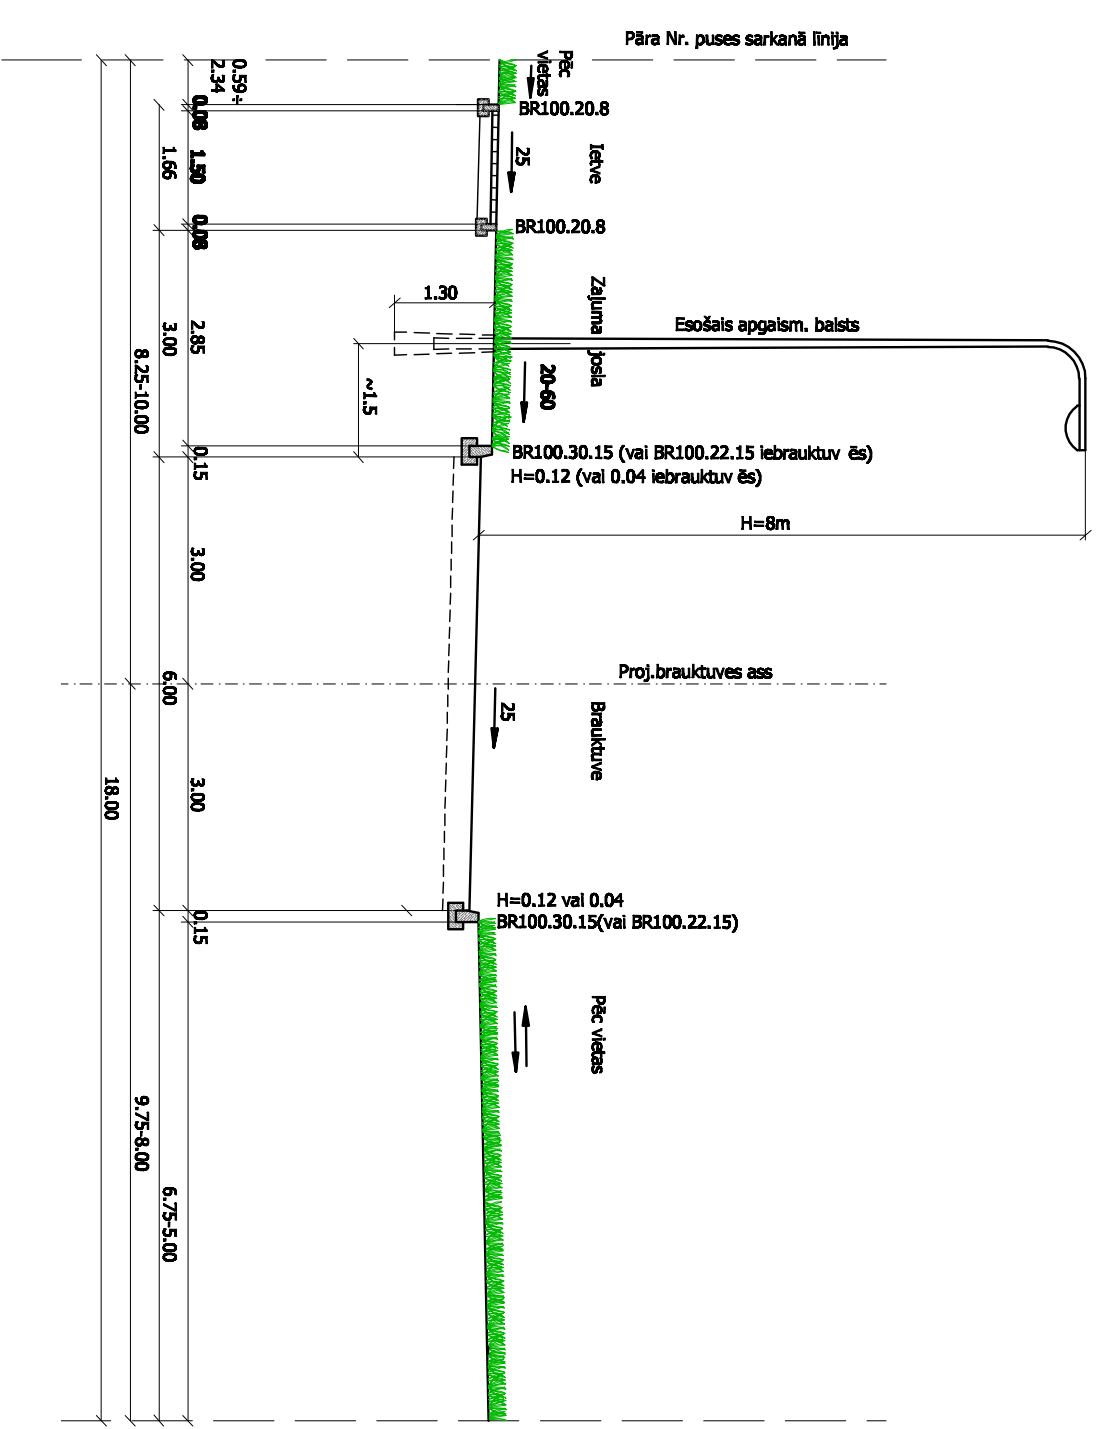 Pāra Nr. puses sarkanā līnija
Pēc
vietas
0.59÷
2.34
BR100.20.8
0.08
Ietve
25
1.50
1.66
BR100.20.8
0.08
Zaļuma josla
1.30
Esošais apgaism. balsts
2.85
3.00
8.25-10.00
20-60
~1.5
BR100.30.15 (vai BR100.22.15 iebrauktuv ēs)
H=0.12 (vai 0.04 iebrauktuv ēs)
0.15
H=8m
3.00
Proj.brauktuves ass
6.00
25
Brauktuve
3.00
18.00
H=0.12 vai 0.04
BR100.30.15(vai BR100.22.15)
0.15
Pēc vietas
9.75-8.00
6.75-5.00